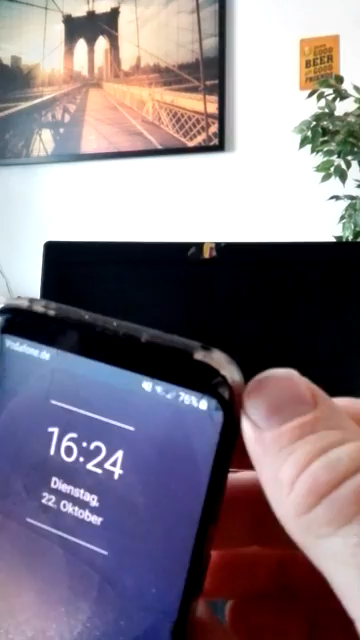 GOOD
BEER
GOOD
FRIENDS
Vodafone.de
76%
16:24
Dienstag,
22. Oktober